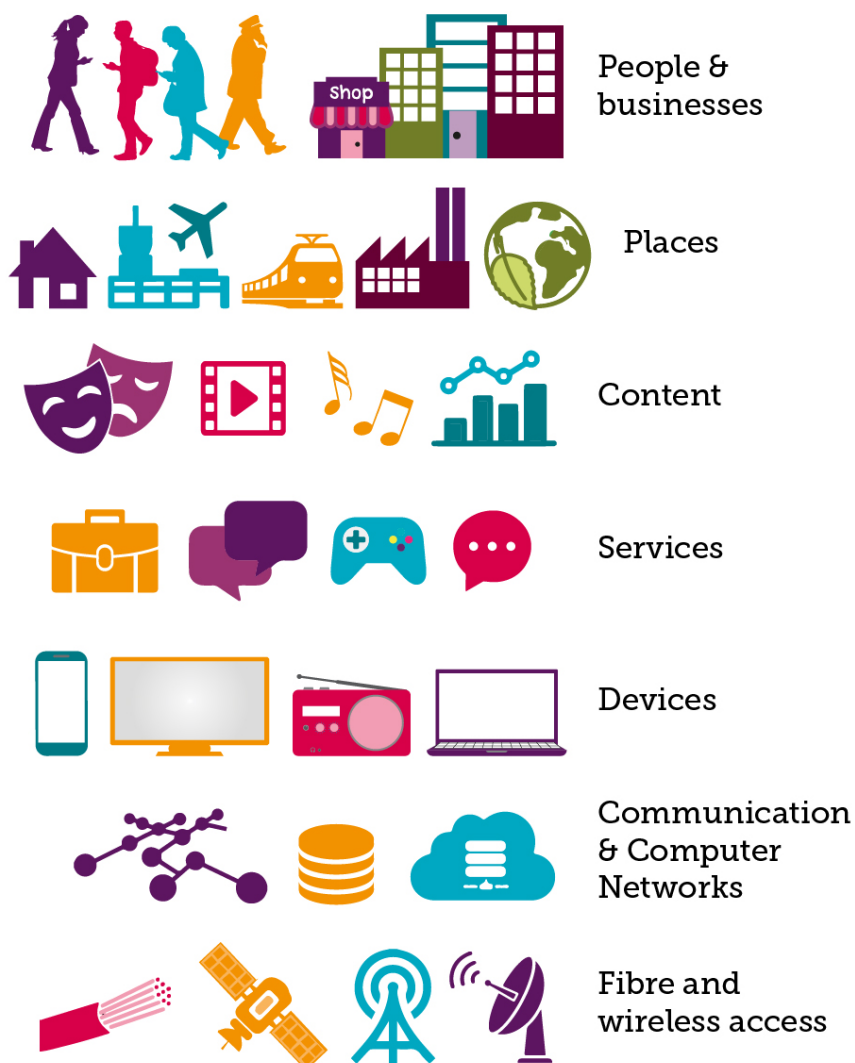 Shop
People &
businesses
Places
Content
Services
Devices
Communication
& Computer
Networks
Fibre and
wireless access